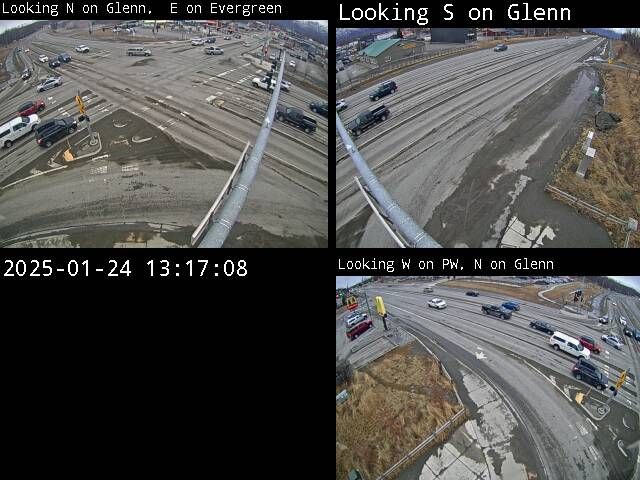 Looking N on Glenn,  E on Evergreen
Looking S on Glenn
2025-01-24 13:17:08
Looking W on PW, N on Glenn